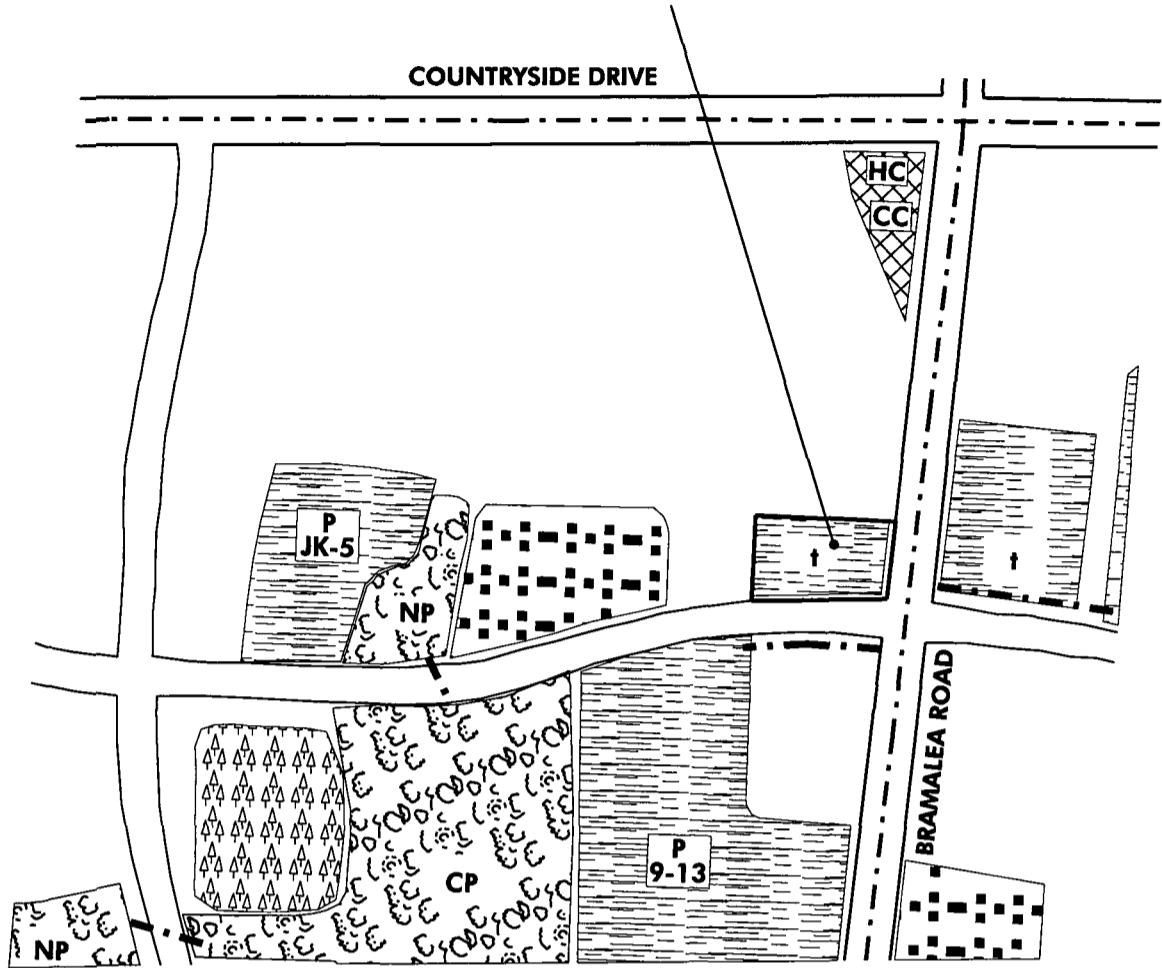 COUNTRYSIDE DRIVE
HC
CC
P
JK-5
NP
†
†
BRAMALEA ROAD
P
9-13
CP
NP